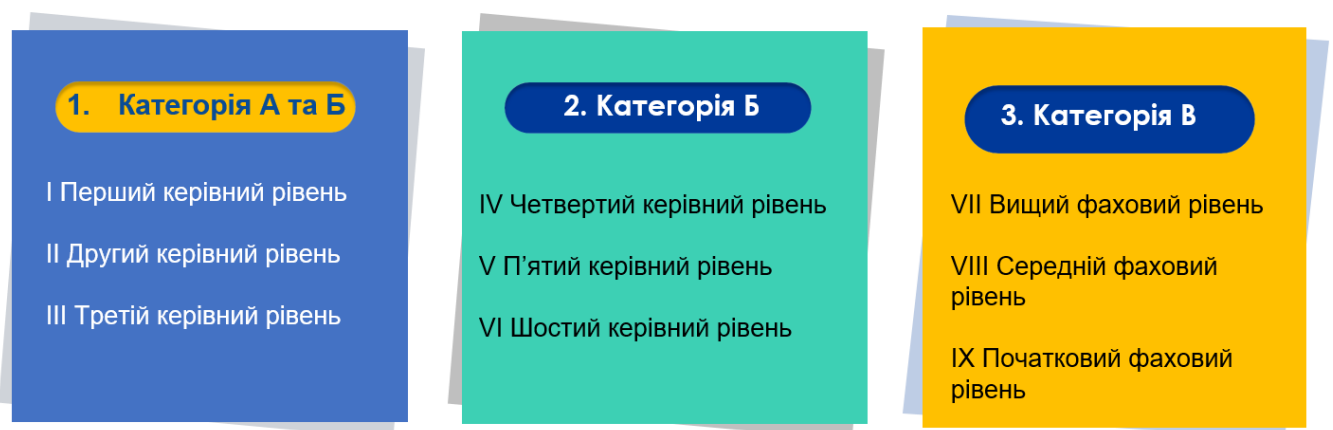 1. Категорія А та Б
І Перший керівний рівень
ІІ Другий керівний рівень
ІІІ Третій керівний рівень
2. Категорія Б
IV Четвертий керівний рівень
V П’ятий керівний рівень
VI Шостий керівний рівень
3. Категорія В
VII Вищий фаховий рівень
VIII Середній фаховий
рівень
IX Початковий фаховий
рівень